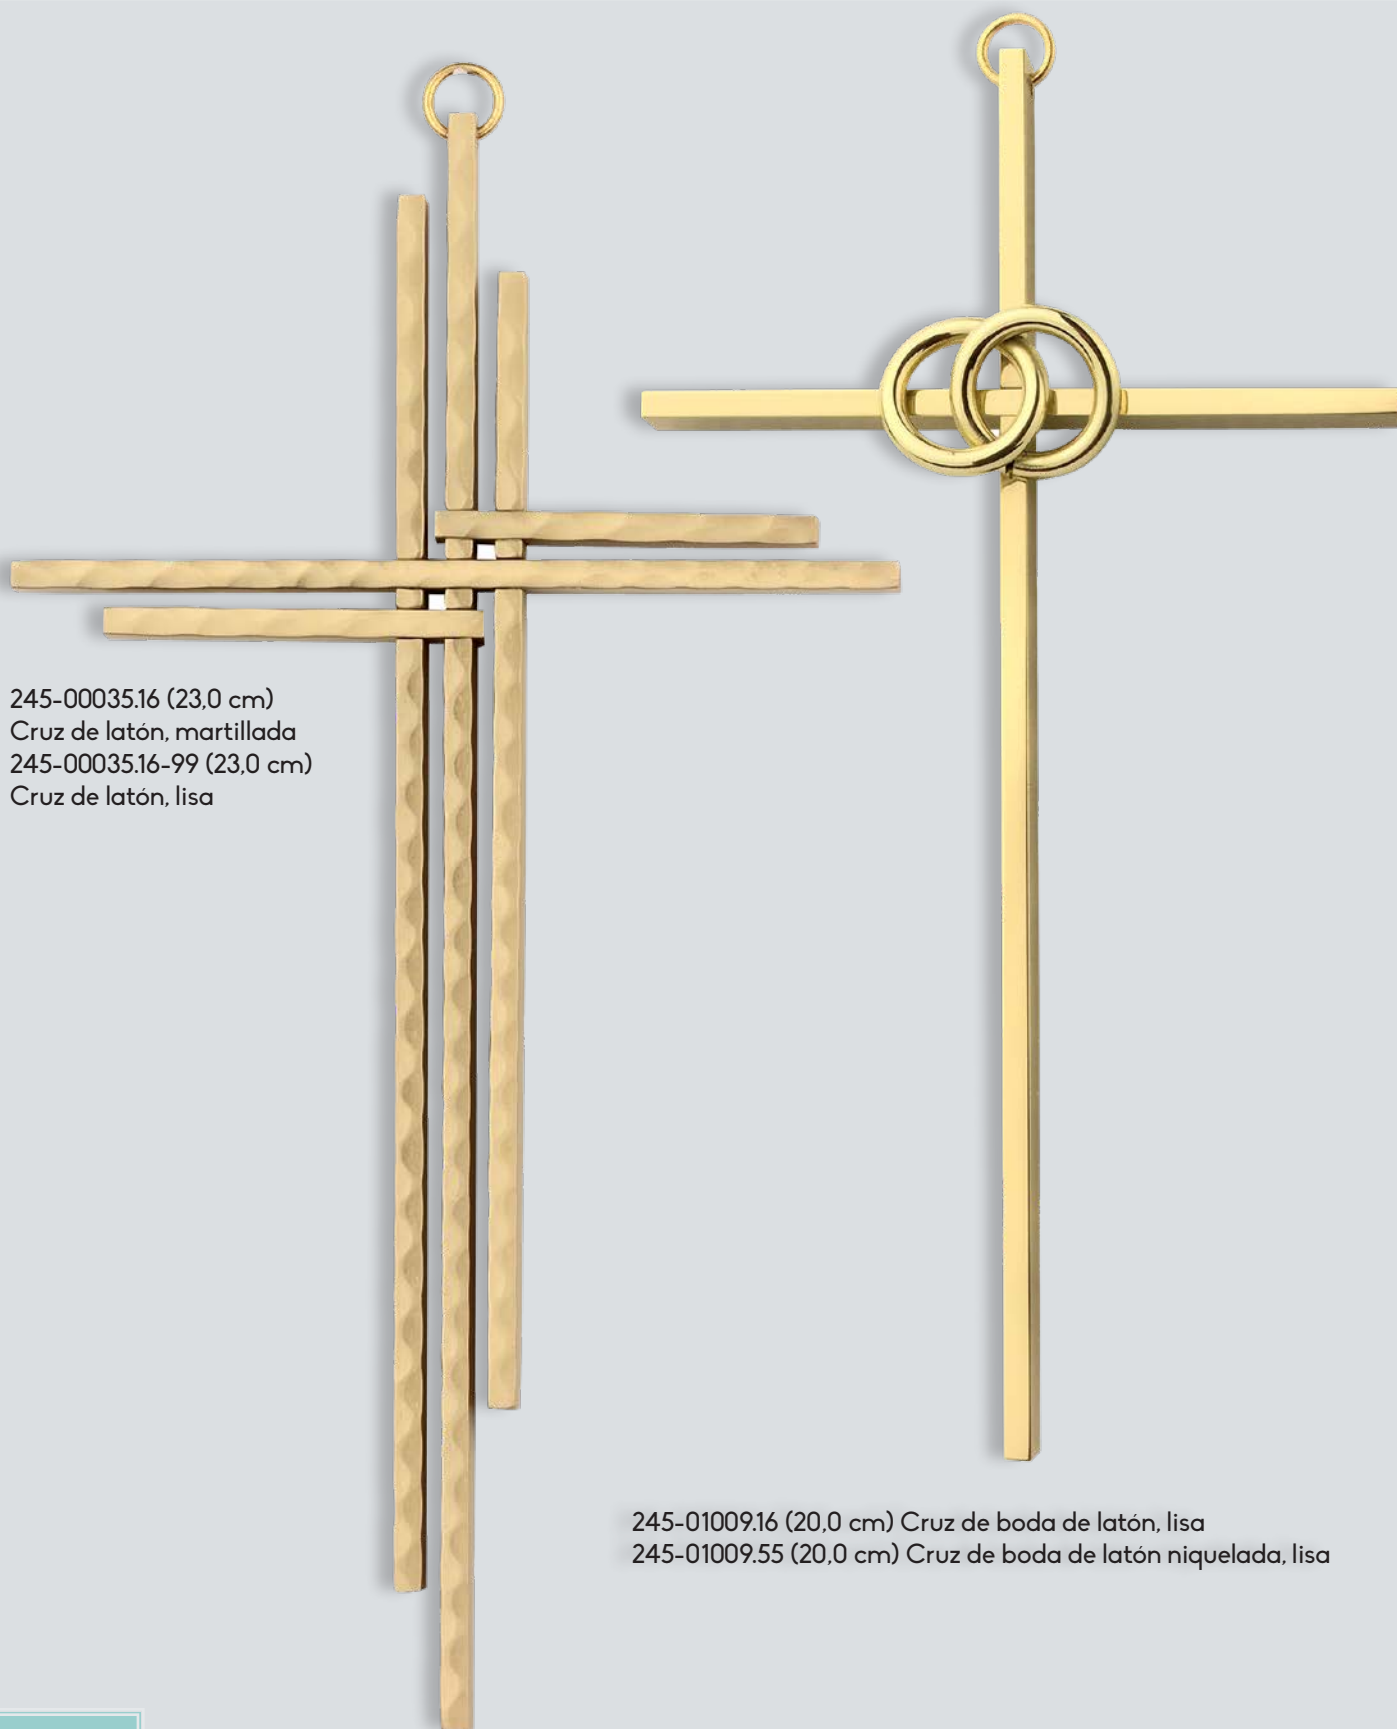 245-00035.16 (23,0 cm)
Cruz de latón, martillada
245-00035.16-99 (23,0 cm)
Cruz de latón, lisa
245-01009.16 (20,0 cm) Cruz de boda de latón, lisa
245-01009.55 (20,0 cm) Cruz de boda de latón niquelada, lisa